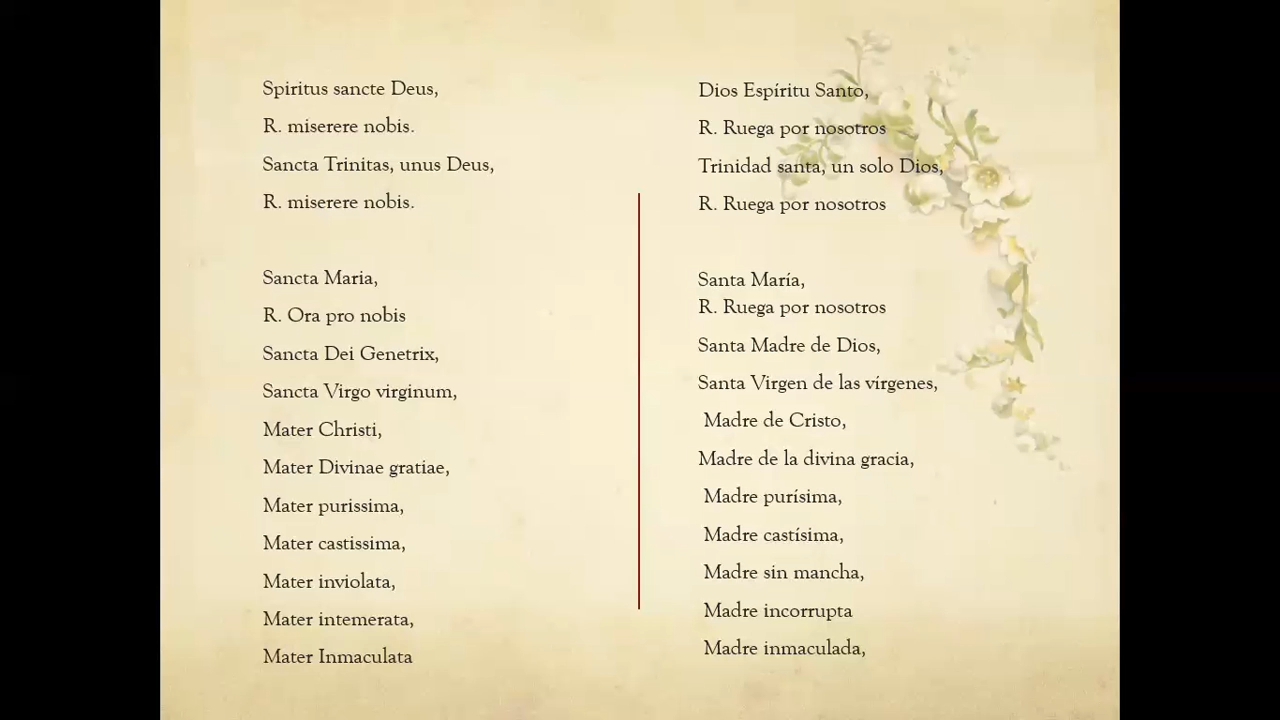 Spiritus sancte Deus,
R. miserere nobis.
Sancta Trinitas, unus Deus,
R. miserere nobis.
Sancta Maria,
R. Ora pro nobis
Sancta Dei Genetrix,
Sancta Virgo virginum,
Mater Christi,
Mater Divinae gratiae,
Mater purissima,
Mater castissima,
Mater inviolata,
Mater intemerata,
Mater Inmaculata
Dios Espíritu Santo,
R. Ruega por nosotros
Trinidad santa, un solo Dios,
R. Ruega por nosotros
Santa María,
R. Ruega por nosotros
Santa Madre de Dios,
Santa Virgen de las vírgenes,
Madre de Cristo,
Madre de la divina gracia,
Madre purísima,
Madre castísima,
Madre sin mancha,
Madre incorrupta
Madre inmaculada,